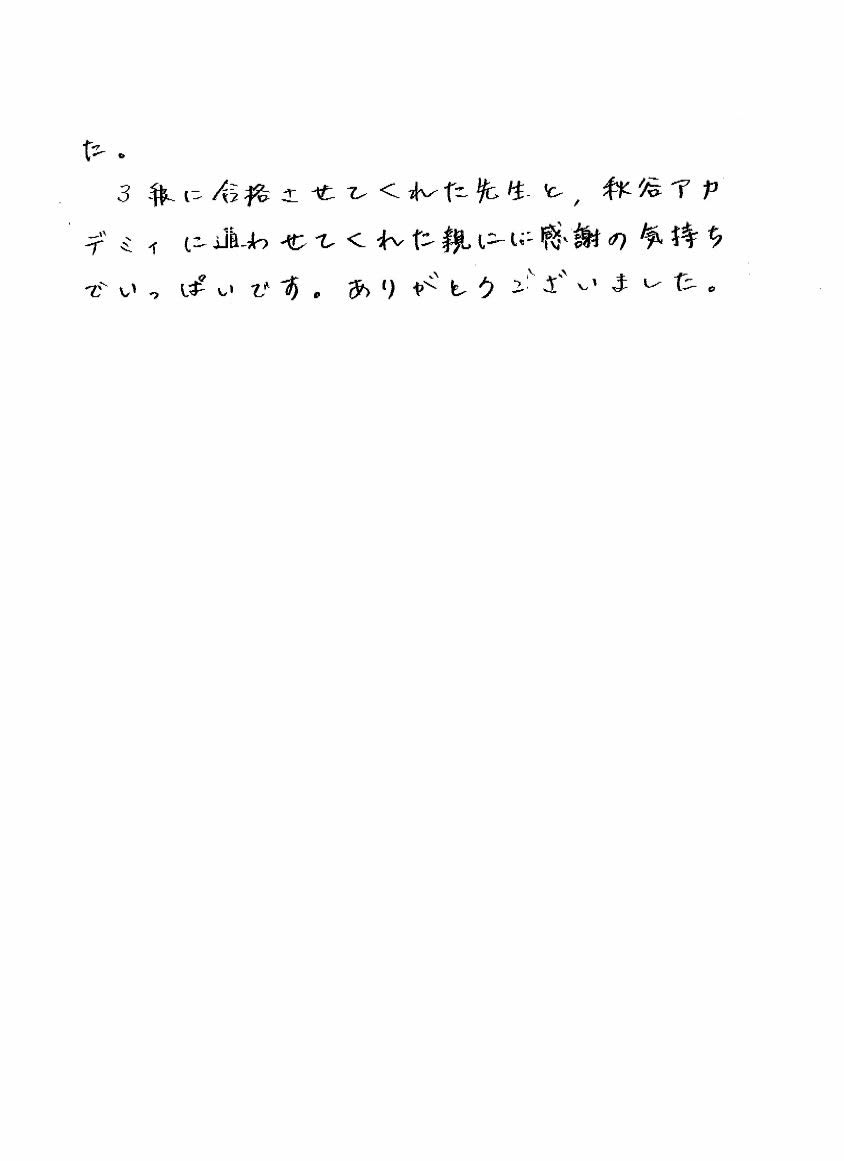 た。
3級に合格させてくれた先生と,秋谷アカ
デミィに通わせてくれた親には感謝の気持ち
でいっぱいです。ありがとうございました。